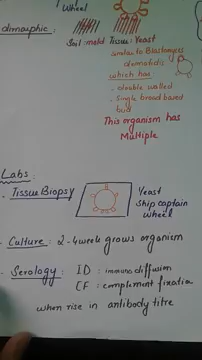 Wheel
dimorphic:
Soil:mold Tissue:Yeast
similar to Blastomyces
dermatidis
which has
- double walled
- Single broad based
bud
This organism has
Multiple
Labs:
- Tissue Biopsy
Yeast
Ship captain
wheel
- Culture: 2-4 week grows organism
- Serology: ID: immunodiffusion
CF: complement fixation
when rise in antibody titre